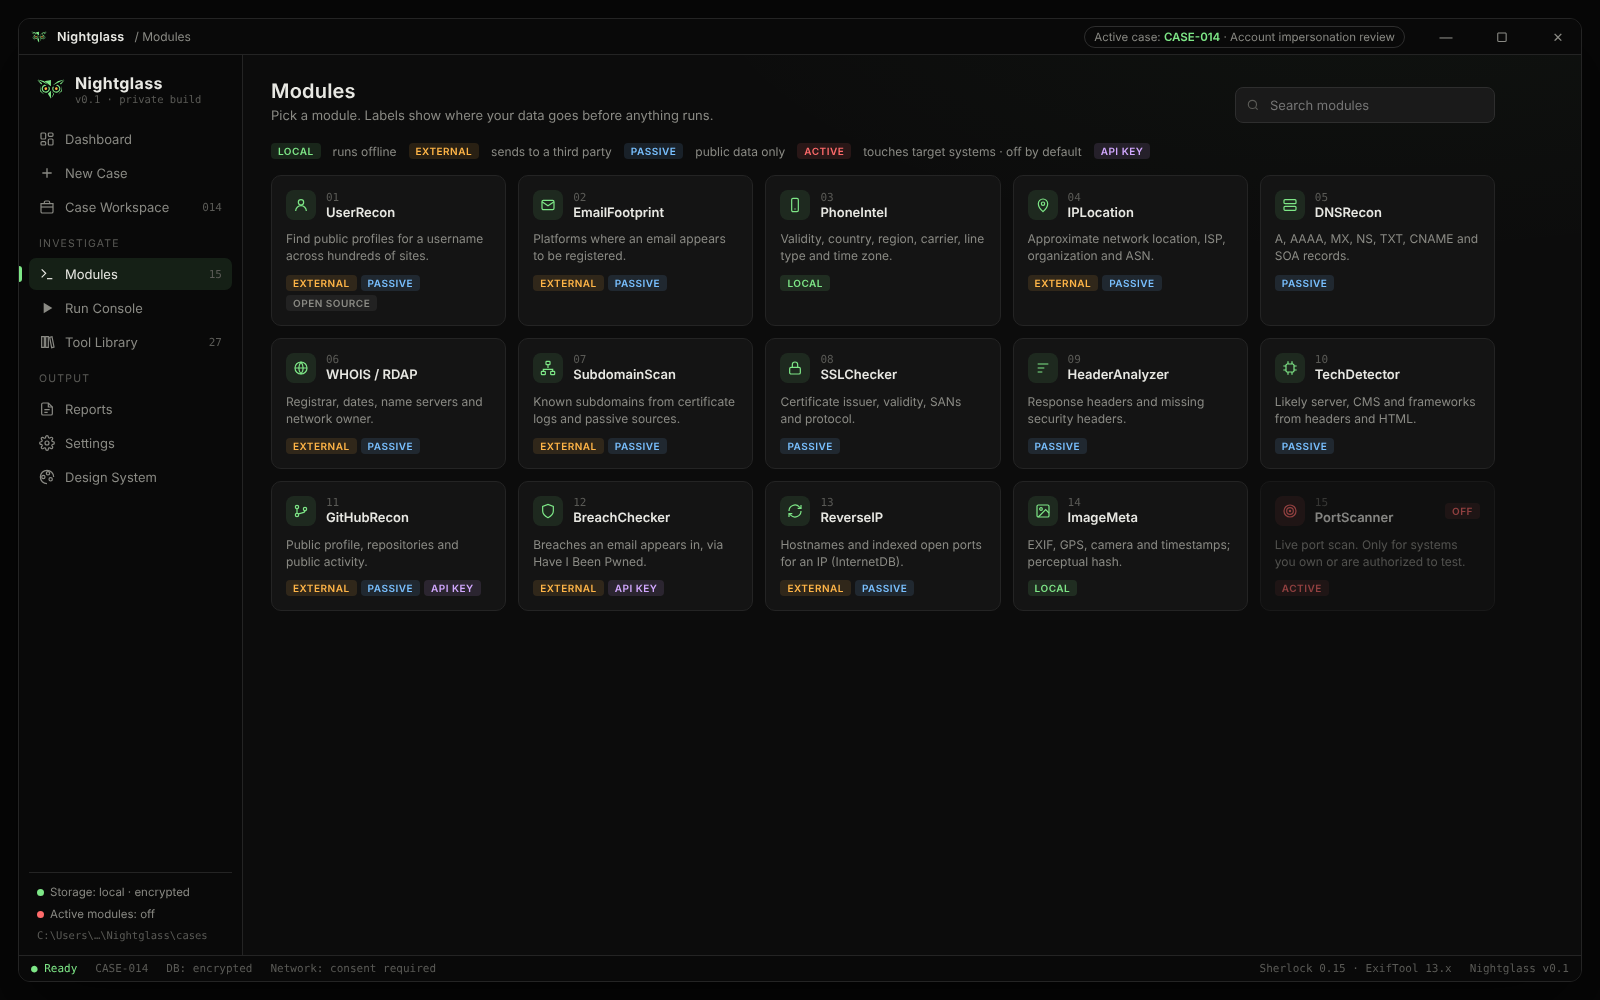 Nightglass / Modules
Active case: CASE-014 · Account impersonation review
Nightglass
v0.1 · private build
Dashboard
New Case
Case Workspace 014
INVESTIGATE
Modules 15
Run Console
Tool Library 27
OUTPUT
Reports
Settings
Design System
Storage: local · encrypted
Active modules: off
C:\Users\…\Nightglass\cases
Modules
Pick a module. Labels show where your data goes before anything runs.
Search modules
LOCAL runs offline EXTERNAL sends to a third party PASSIVE public data only ACTIVE touches target systems · off by default API KEY
01
UserRecon
Find public profiles for a username
across hundreds of sites.
EXTERNAL PASSIVE
OPEN SOURCE
02
EmailFootprint
Platforms where an email appears
to be registered.
EXTERNAL PASSIVE
03
PhoneIntel
Validity, country, region, carrier, line
type and time zone.
LOCAL
04
IPLocation
Approximate network location, ISP,
organization and ASN.
EXTERNAL PASSIVE
05
DNSRecon
A, AAAA, MX, NS, TXT, CNAME and
SOA records.
PASSIVE
06
WHOIS / RDAP
Registrar, dates, name servers and
network owner.
EXTERNAL PASSIVE
07
SubdomainScan
Known subdomains from certificate
logs and passive sources.
EXTERNAL PASSIVE
08
SSLChecker
Certificate issuer, validity, SANs
and protocol.
PASSIVE
09
HeaderAnalyzer
Response headers and missing
security headers.
PASSIVE
10
TechDetector
Likely server, CMS and frameworks
from headers and HTML.
PASSIVE
11
GitHubRecon
Public profile, repositories and
public activity.
EXTERNAL PASSIVE API KEY
12
BreachChecker
Breaches an email appears in, via
Have I Been Pwned.
EXTERNAL API KEY
13
ReverseIP
Hostnames and indexed open ports
for an IP (InternetDB).
EXTERNAL PASSIVE
14
ImageMeta
EXIF, GPS, camera and timestamps;
perceptual hash.
LOCAL
15
PortScanner OFF
Live port scan. Only for systems
you own or are authorized to test.
ACTIVE
Ready CASE-014 DB: encrypted Network: consent required
Sherlock 0.15 · ExifTool 13.x Nightglass v0.1